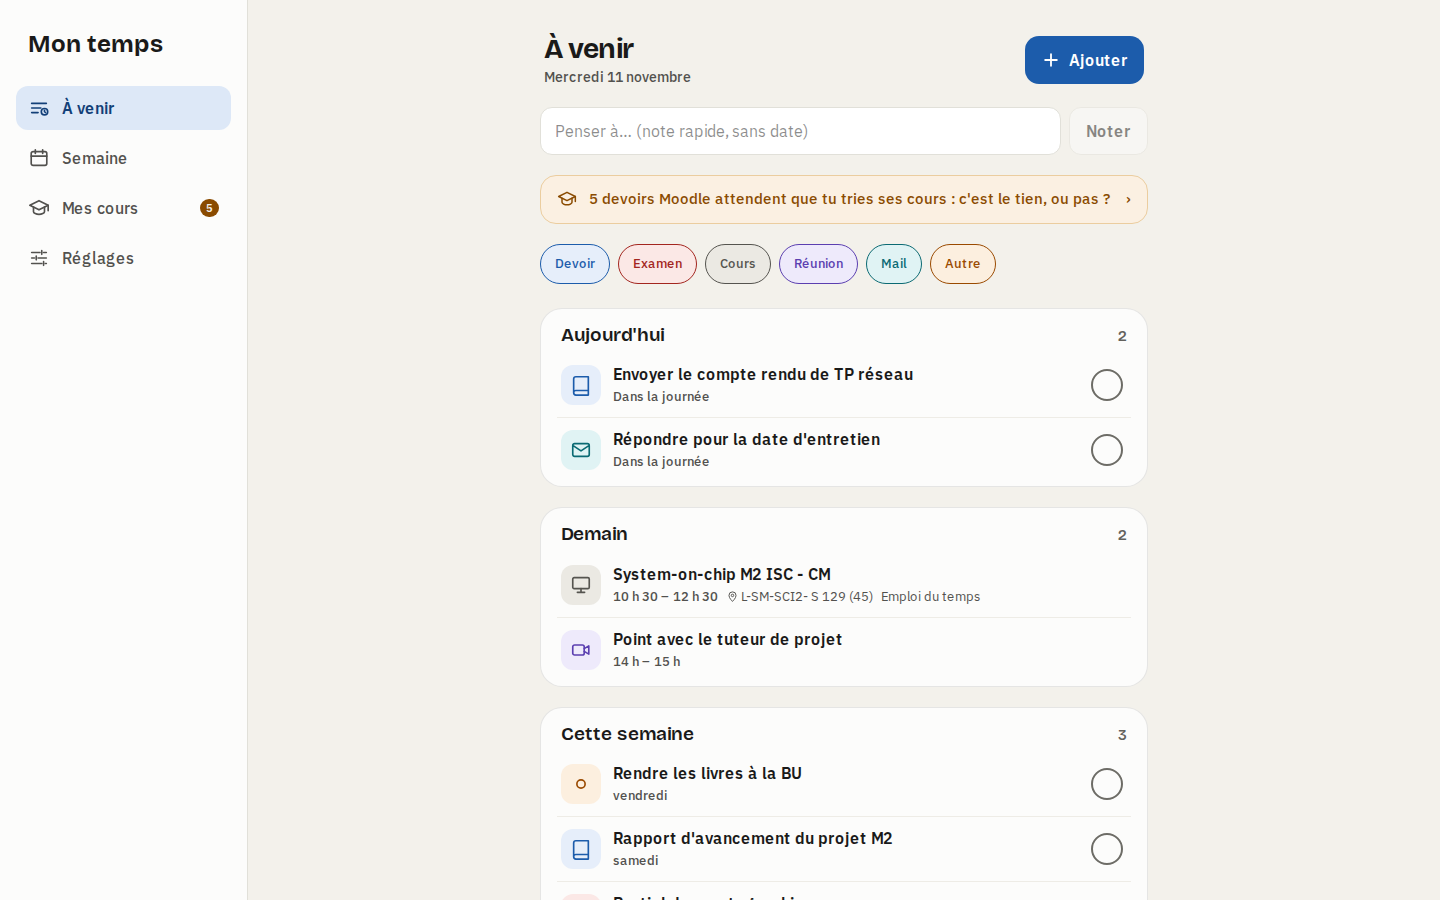 Mon temps
À venir
Semaine
Mes cours 5
Réglages
À venir
Mercredi 11 novembre
Ajouter
Penser à... (note rapide, sans date)
Noter
5 devoirs Moodle attendent que tu tries ses cours : c'est le tien, ou pas ? ›
Devoir Examen Cours Réunion Mail Autre
Aujourd'hui 2
Envoyer le compte rendu de TP réseau
Dans la journée
Répondre pour la date d'entretien
Dans la journée
Demain 2
System-on-chip M2 ISC - CM
10 h 30 – 12 h 30 L-SM-SCI2- S 129 (45) Emploi du temps
Point avec le tuteur de projet
14 h – 15 h
Cette semaine 3
Rendre les livres à la BU
vendredi
Rapport d'avancement du projet M2
samedi